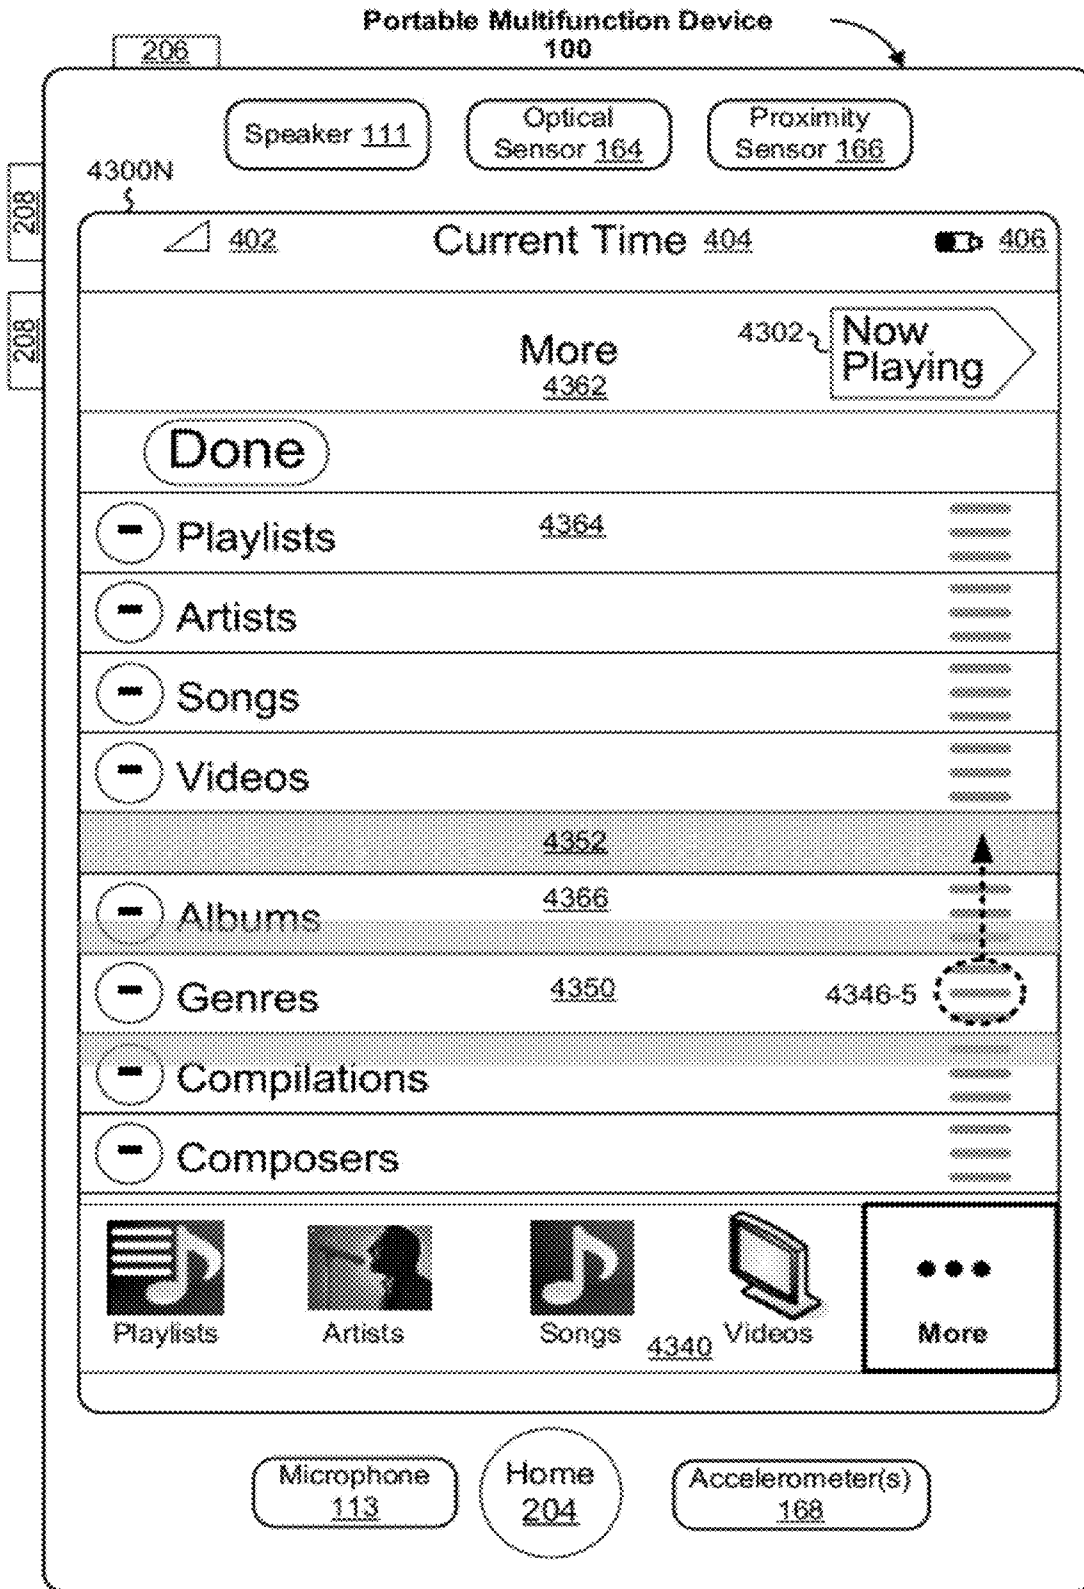 Portable Multifunction Device
100
206
Speaker 111
Optical
Sensor 164
Proximity
Sensor 166
4300N
208
208
402
Current Time 404
406
More
4362
4302
Now
Playing
Done
Playlists
4364
Artists
Songs
Videos
4352
Albums
4366
Genres
4350
4346-5
Compilations
Composers
Playlists
Artists
Songs
4340
Videos
More
Microphone
113
Home
204
Accelerometer(s)
168